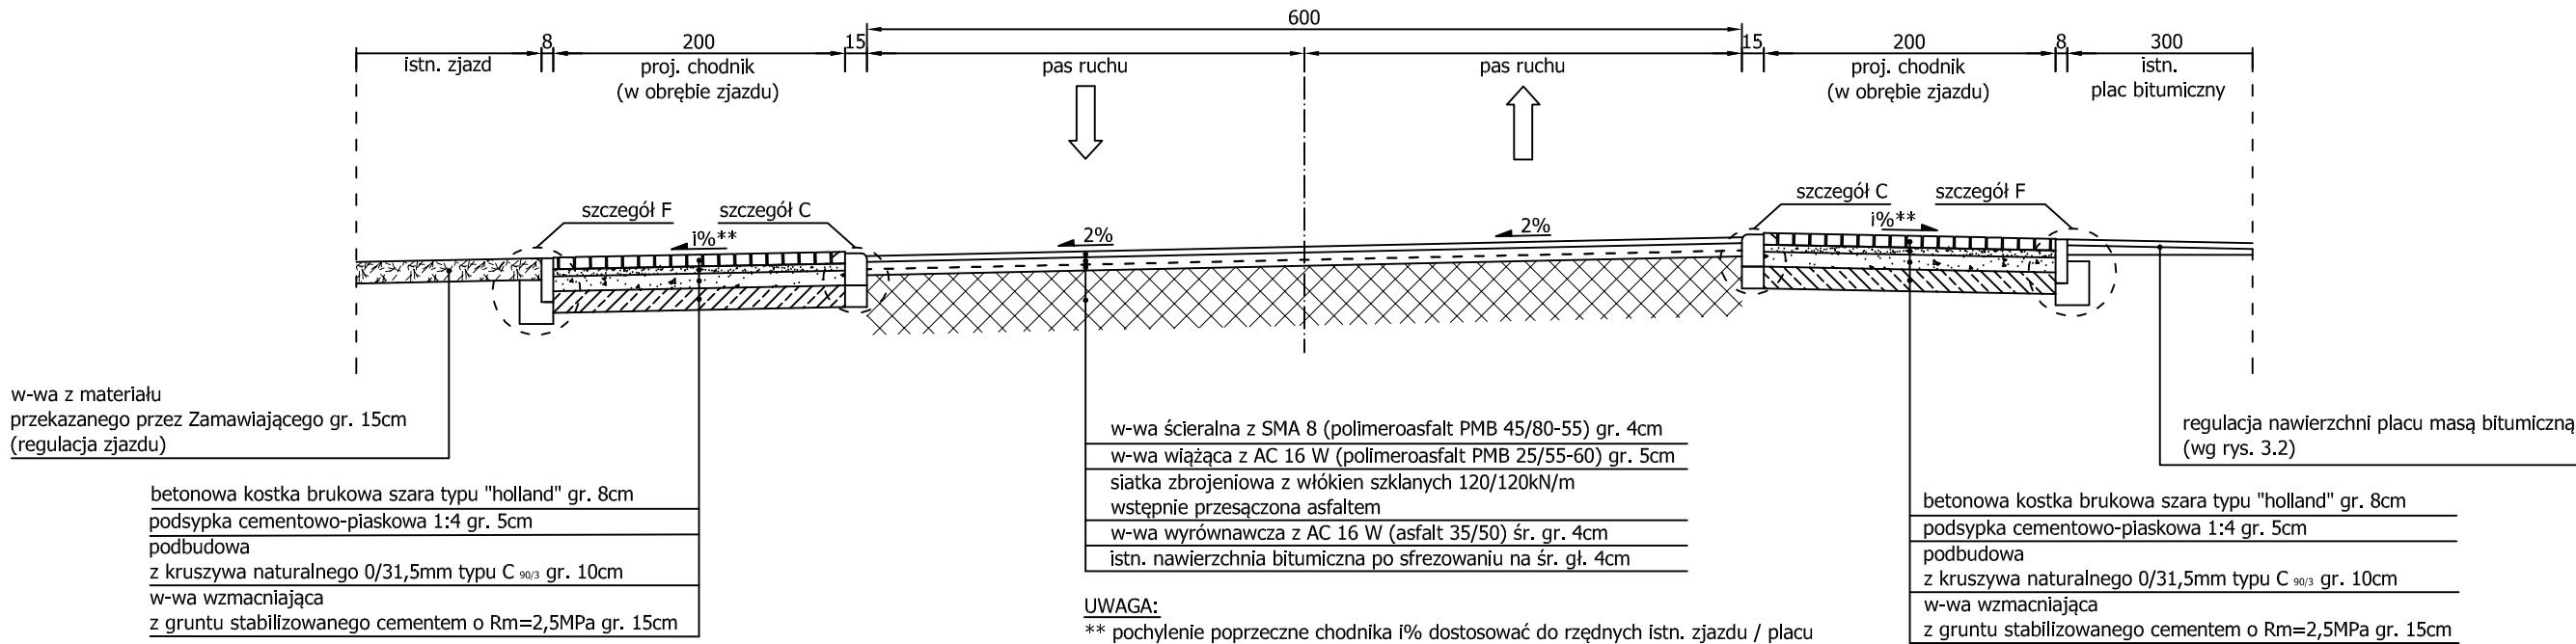 600
8
200
15
15
200
8
300
istn. zjazd
proj. chodnik
(w obrębie zjazdu)
pas ruchu
pas ruchu
proj. chodnik
(w obrębie zjazdu)
istn.
plac bitumiczny
szczegół F
szczegół C
i%**
2%
2%
szczegół C
szczegół F
i%**
w-wa z materiału
przekazanego przez Zamawiającego gr. 15cm
(regulacja zjazdu)
betonowa kostka brukowa szara typu "holland" gr. 8cm
podsypka cementowo-piaskowa 1:4 gr. 5cm
podbudowa
z kruszywa naturalnego 0/31,5mm typu C 90/3 gr. 10cm
w-wa wzmacniająca
z gruntu stabilizowanego cementem o Rm=2,5MPa gr. 15cm
w-wa ścieralna z SMA 8 (polimeroasfalt PMB 45/80-55) gr. 4cm
w-wa wiążąca z AC 16 W (polimeroasfalt PMB 25/55-60) gr. 5cm
siatka zbrojeniowa z włókien szklanych 120/120kN/m
wstępnie przesączona asfaltem
w-wa wyrównawcza z AC 16 W (asfalt 35/50) śr. gr. 4cm
istn. nawierzchnia bitumiczna po sfrezowaniu na śr. gł. 4cm
UWAGA:
** pochylenie poprzeczne chodnika i% dostosować do rzędnych istn. zjazdu / placu
regulacja nawierzchni placu masą bitumiczną
(wg rys. 3.2)
betonowa kostka brukowa szara typu "holland" gr. 8cm
podsypka cementowo-piaskowa 1:4 gr. 5cm
podbudowa
z kruszywa naturalnego 0/31,5mm typu C 90/3 gr. 10cm
w-wa wzmacniająca
z gruntu stabilizowanego cementem o Rm=2,5MPa gr. 15cm